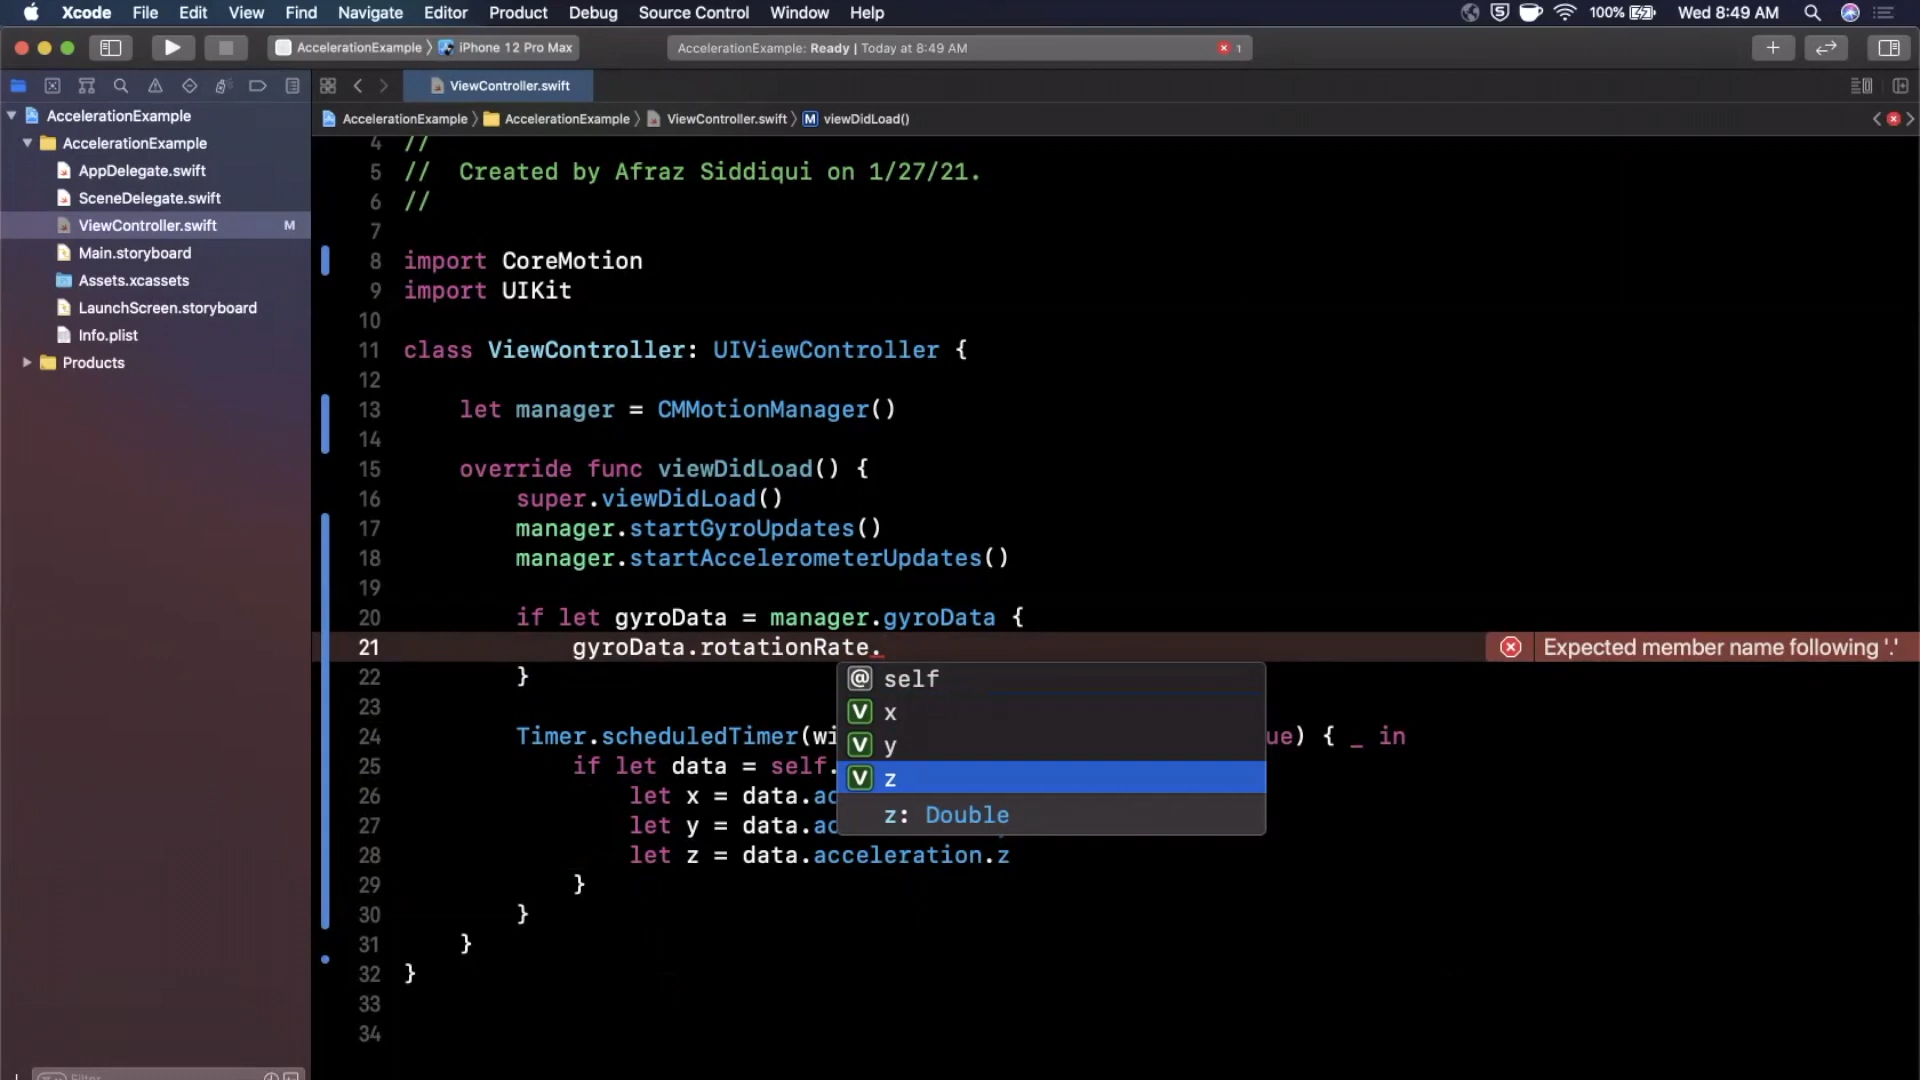 Xcode File Edit View Find Navigate Editor Product Debug Source Control Window Help 100% Wed 8:49 AM
AccelerationExample iPhone 12 Pro Max AccelerationExample: Ready | Today at 8:49 AM 1
ViewController.swift
AccelerationExample AccelerationExample ViewController.swift M viewDidLoad()
AccelerationExample
AccelerationExample
AppDelegate.swift
SceneDelegate.swift
ViewController.swift M
Main.storyboard
Assets.xcassets
LaunchScreen.storyboard
Info.plist
Products
Filter
4 //
5 // Created by Afraz Siddiqui on 1/27/21.
6 //
7
8 import CoreMotion
9 import UIKit
10
11 class ViewController: UIViewController {
12
13 let manager = CMMotionManager()
14
15 override func viewDidLoad() {
16 super.viewDidLoad()
17 manager.startGyroUpdates()
18 manager.startAccelerometerUpdates()
19
20 if let gyroData = manager.gyroData {
21 gyroData.rotationRate. Expected member name following '.'
22 }
23
24 Timer.scheduledTimer(wi ue) { _ in
25 if let data = self.
26 let x = data.ac
27 let y = data.ac
28 let z = data.acceleration.z
29 }
30 }
31 }
32 }
33
34
@ self
V x
V y
V z
z: Double